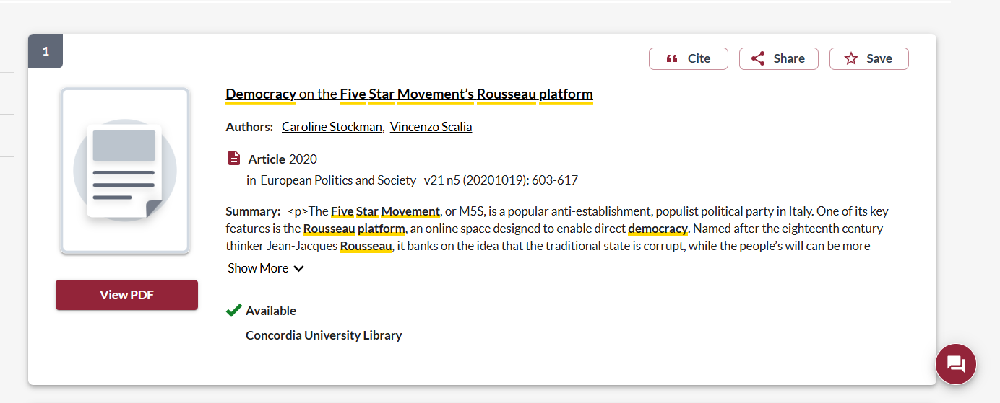 1
Cite
Share
Save
Democracy on the Five Star Movement’s Rousseau platform
Authors: Caroline Stockman, Vincenzo Scalia
Article 2020
in European Politics and Society v21 n5 (20201019): 603-617
Summary: <p>The Five Star Movement, or M5S, is a popular anti-establishment, populist political party in Italy. One of its key
features is the Rousseau platform, an online space designed to enable direct democracy. Named after the eighteenth century
thinker Jean-Jacques Rousseau, it banks on the idea that the traditional state is corrupt, while the people’s will can be more
Show More
View PDF
Available
Concordia University Library